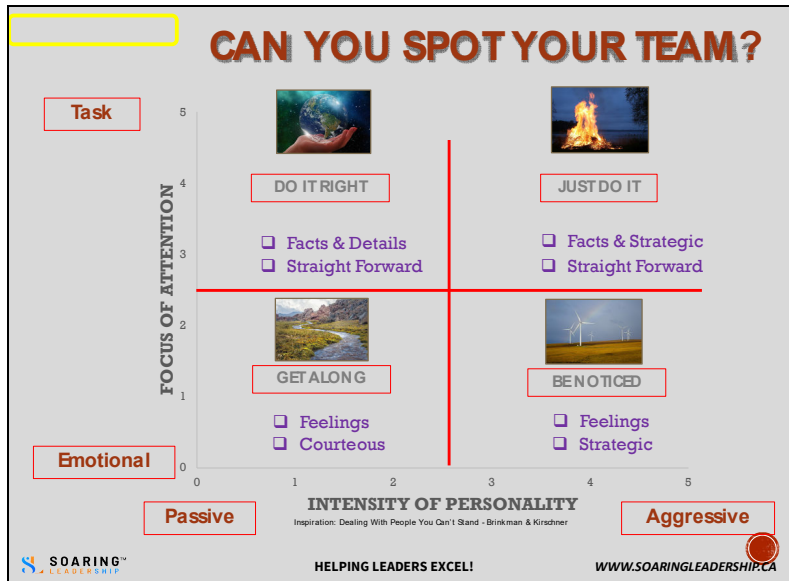 CAN YOU SPOT YOUR TEAM?
Task
5
4
3
2
1
0
FOCUS OF ATTENTION
DO IT RIGHT
❑ Facts & Details
❑ Straight Forward
JUST DO IT
❑ Facts & Strategic
❑ Straight Forward
GET ALONG
❑ Feelings
❑ Courteous
BE NOTICED
❑ Feelings
❑ Strategic
Emotional
0 1 2 3 4 5
Passive
INTENSITY OF PERSONALITY
Aggressive
Inspiration: Dealing With People You Can't Stand - Brinkman & Kirschner
SOARING™
LEADERSHIP
HELPING LEADERS EXCEL!
WWW.SOARINGLEADERSHIP.CA